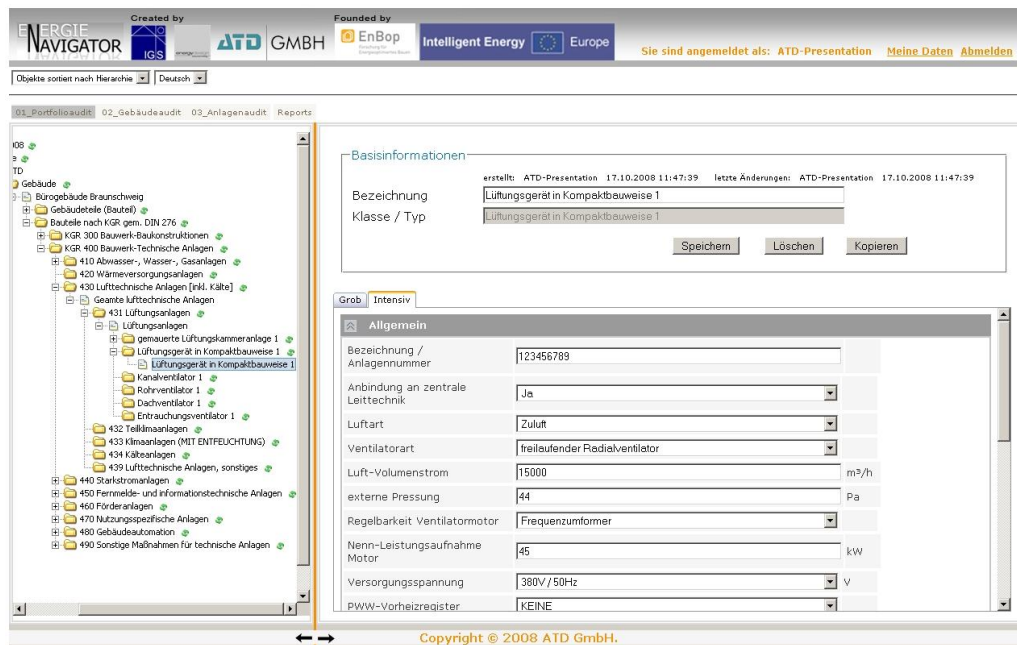 Created by
Founded by
ENERGIE
NAVIGATOR
IGS
ATD GMBH
EnBop
Intelligent Energy Europe
Sie sind angemeldet als: ATD-Presentation Meine Daten Abmelden
Objekte sortiert nach Hierarchie Deutsch
01_Portfolioaudit 02_Gebäudeaudit 03_Anlagenaudit Reports
008
e
TD
Gebäude
Bürogebäude Braunschweig
Gebäudeteile (Bauteil)
Bauteile nach KGR gem. DIN 276
KGR 300 Bauwerk-Baukonstruktionen
KGR 400 Bauwerk-Technische Anlagen
410 Abwasser-, Wasser-, Gasanlagen
420 Wärmeversorgungsanlagen
430 Lufttechnische Anlagen [inkl. Kälte]
Geamte lufttechnische Anlagen
431 Lüftungsanlagen
Lüftungsanlagen
gemauerte Lüftungskammeranlage 1
Lüftungsgerät in Kompaktbauweise 1
Lüftungsgerät in Kompaktbauweise 1
Kanalventilator 1
Rohrventilator 1
Dachventilator 1
Entrauchungsventilator 1
432 Teilklimaanlagen
433 Klimaanlagen (MIT ENTFEUCHTUNG)
434 Kälteanlagen
439 Lufttechnische Anlagen, sonstiges
440 Starkstromanlagen
450 Fernmelde- und informationstechnische Anlagen
460 Förderanlagen
470 Nutzungsspezifische Anlagen
480 Gebäudeautomation
490 Sonstige Maßnahmen für technische Anlagen
Basisinformationen
erstellt: ATD-Presentation 17.10.2008 11:47:39 letzte Änderungen: ATD-Presentation 17.10.2008 11:47:39
Bezeichnung Lüftungsgerät in Kompaktbauweise 1
Klasse / Typ Lüftungsgerät in Kompaktbauweise 1
Speichern Löschen Kopieren
Grob Intensiv
Allgemein
Bezeichnung /
Anlagennummer 123456789
Anbindung an zentrale
Leittechnik Ja
Luftart Zuluft
Ventilatorart freilaufender Radialventilator
Luft-Volumenstrom 15000 m³/h
externe Pressung 44 Pa
Regelbarkeit Ventilatormotor Frequenzumformer
Nenn-Leistungsaufnahme
Motor 45 kW
Versorgungsspannung 380V / 50Hz V
PWW-Vorheizregister KEINE
Copyright © 2008 ATD GmbH.